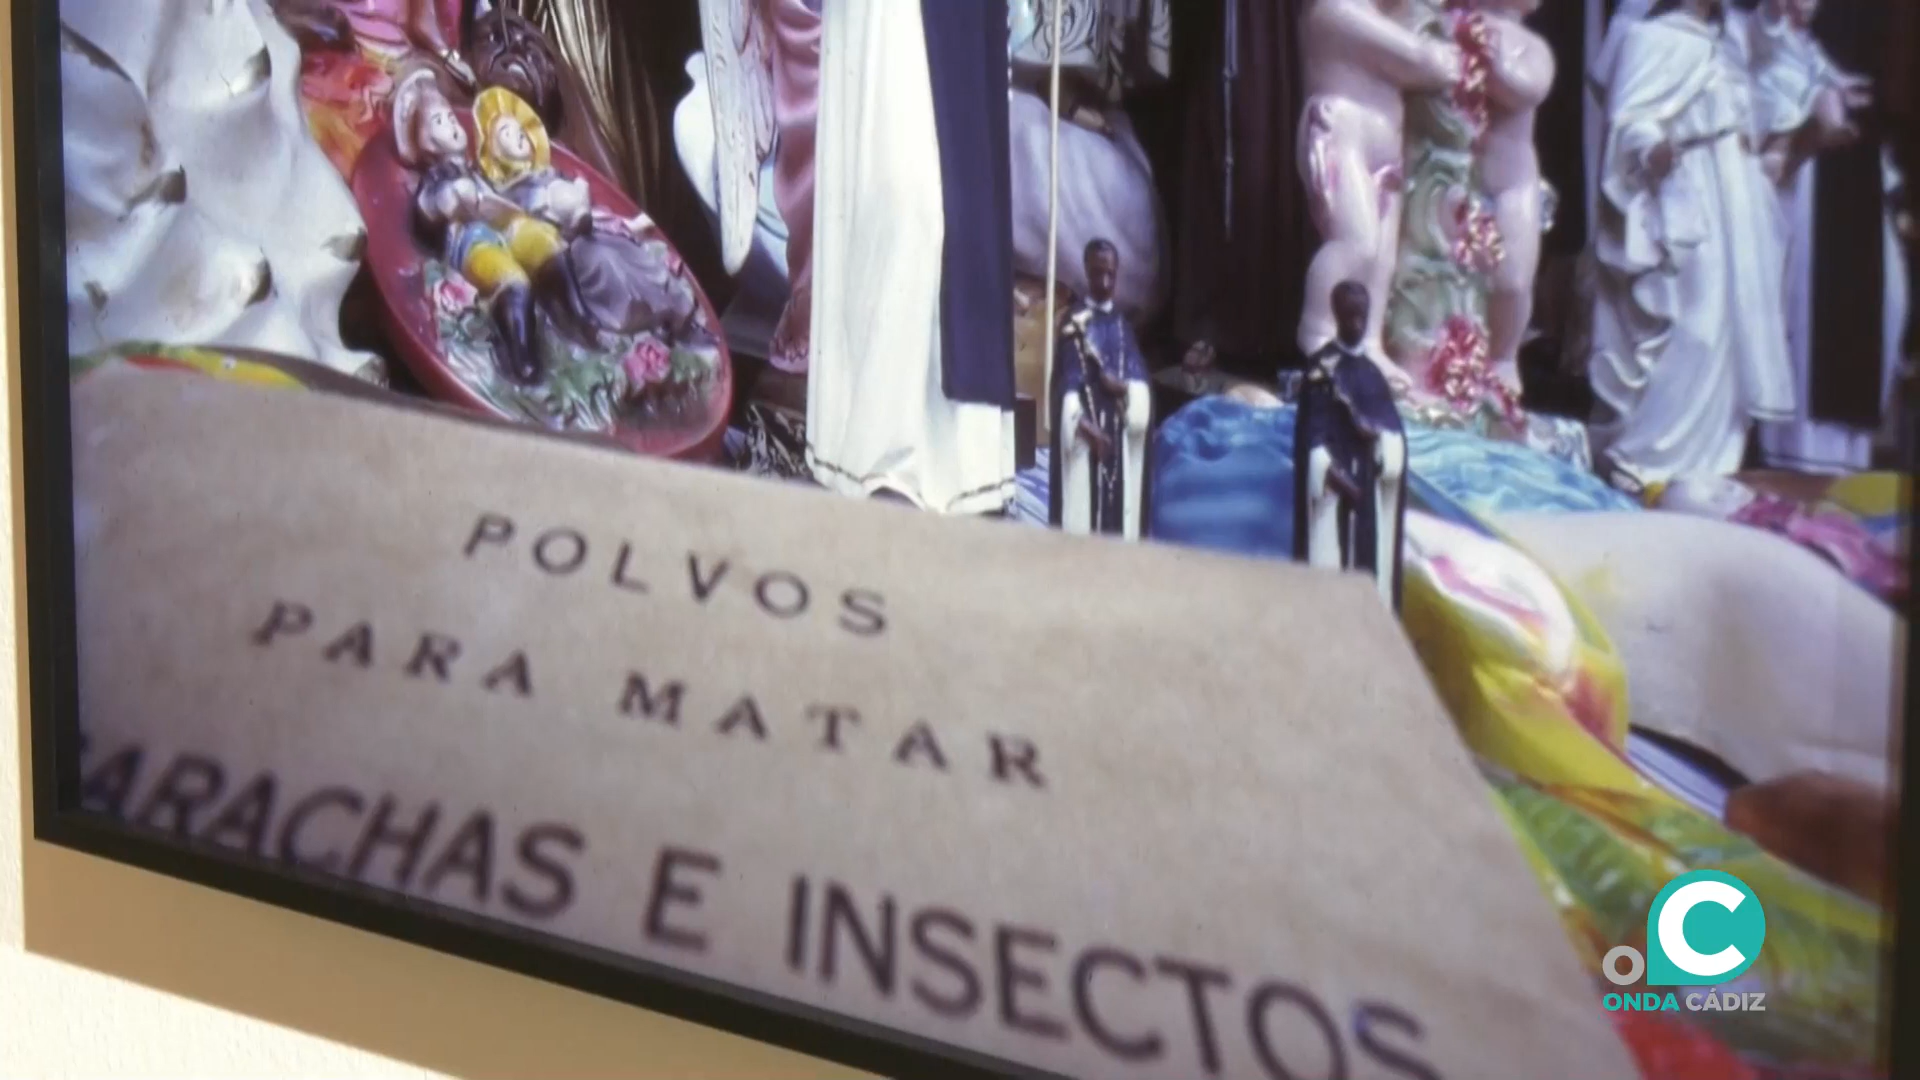 POLVOS
PARA MATAR
ARACHAS E INSECTOS
O C
ONDA CÁDIZ